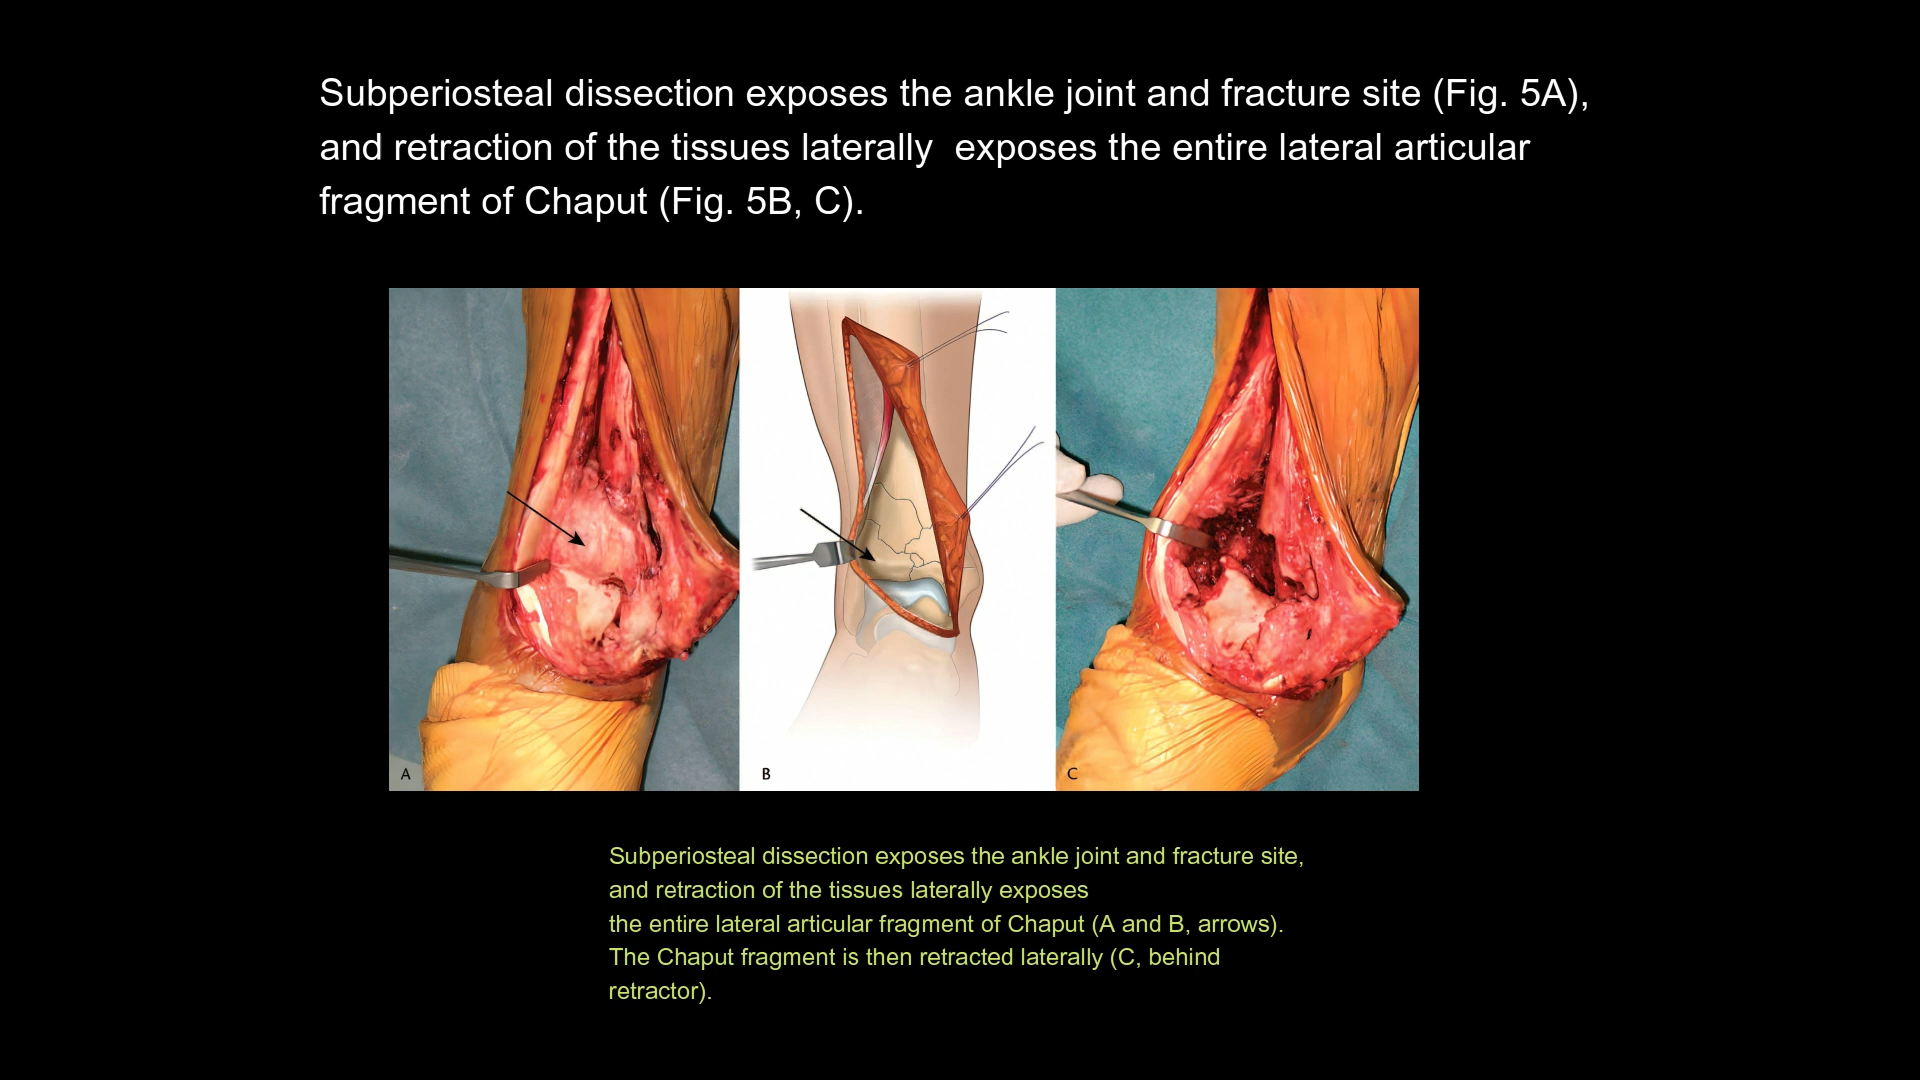 Subperiosteal dissection exposes the ankle joint and fracture site (Fig. 5A),
and retraction of the tissues laterally  exposes the entire lateral articular
fragment of Chaput (Fig. 5B, C).
A
B
C
Subperiosteal dissection exposes the ankle joint and fracture site,
and retraction of the tissues laterally exposes
the entire lateral articular fragment of Chaput (A and B, arrows).
The Chaput fragment is then retracted laterally (C, behind
retractor).